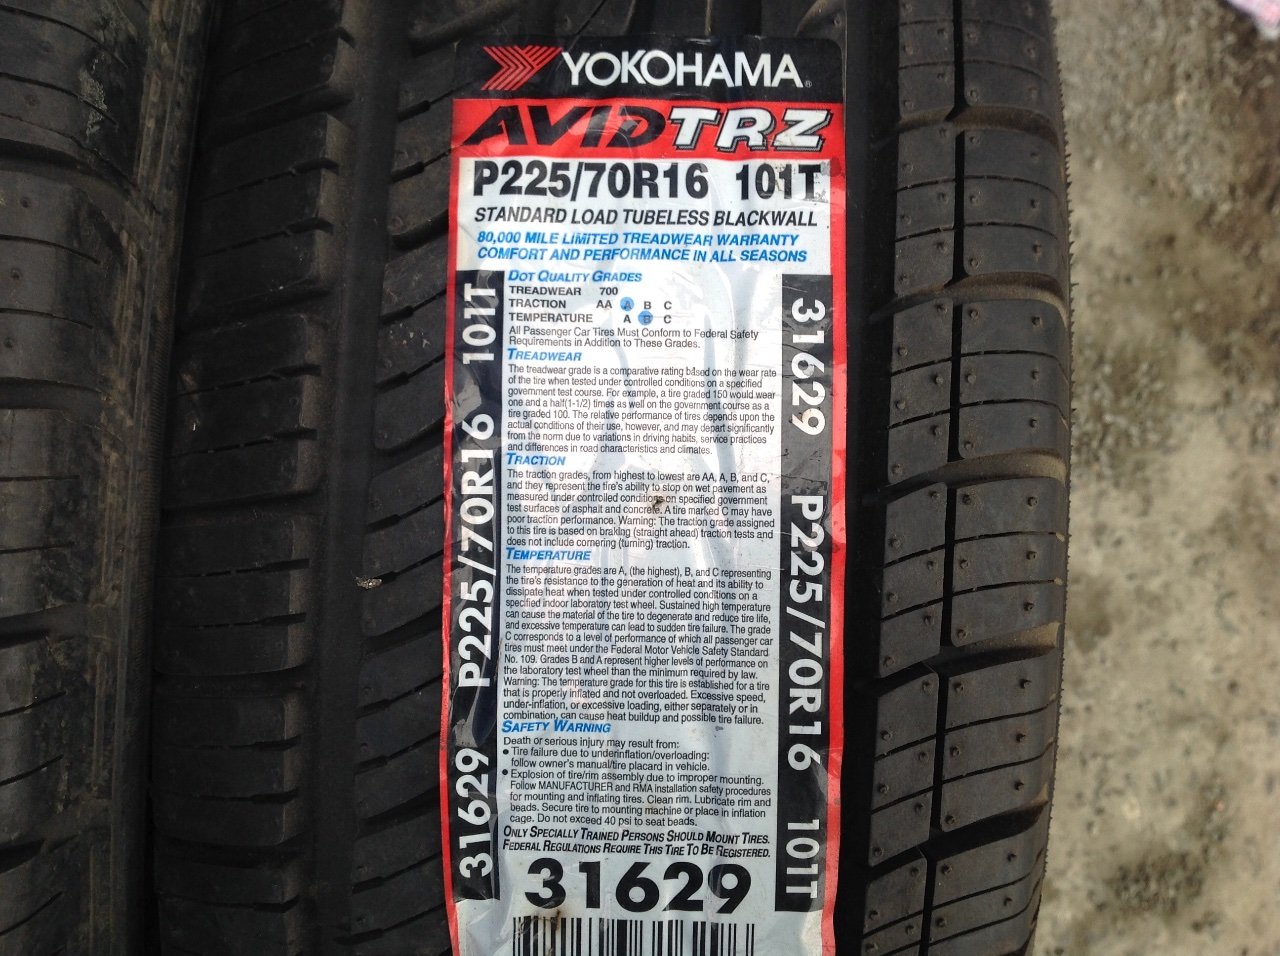 YOKOHAMA
AVID TRZ
P225/70R16 101T
STANDARD LOAD TUBELESS BLACKWALL
80,000 MILE LIMITED TREADWEAR WARRANTY
COMFORT AND PERFORMANCE IN ALL SEASONS
DOT QUALITY GRADES
TREADWEAR 700
TRACTION AA A B C
TEMPERATURE A B C
All Passenger Car Tires Must Conform to Federal Safety
Requirements in Addition to These Grades.
TREADWEAR
The treadwear grade is a comparative rating based on the wear rate
of the tire when tested under controlled conditions on a specified
government test course. For example, a tire graded 150 would wear
one and a half(1-1/2) times as well on the government course as a
tire graded 100. The relative performance of tires depends upon the
actual conditions of their use, however, and may depart significantly
from the norm due to variations in driving habits, service practices
and differences in road characteristics and climates.
TRACTION
The traction grades, from highest to lowest are AA, A, B, and C,
and they represent the tire's ability to stop on wet pavement as
measured under controlled conditions on specified government
test surfaces of asphalt and concrete. A tire marked C may have
poor traction performance. Warning: The traction grade assigned
to this tire is based on braking (straight ahead) traction tests and
does not include cornering (turning) traction.
TEMPERATURE
The temperature grades are A, (the highest), B, and C representing
the tire's resistance to the generation of heat and its ability to
dissipate heat when tested under controlled conditions on a
specified indoor laboratory test wheel. Sustained high temperature
can cause the material of the tire to degenerate and reduce tire life,
and excessive temperature can lead to sudden tire failure. The grade
C corresponds to a level of performance of which all passenger car
tires must meet under the Federal Motor Vehicle Safety Standard
No. 109. Grades B and A represent higher levels of performance on
the laboratory test wheel than the minimum required by law.
Warning: The temperature grade for this tire is established for a tire
that is properly inflated and not overloaded. Excessive speed,
under-inflation, or excessive loading, either separately or in
combination, can cause heat buildup and possible tire failure.
SAFETY WARNING
Death or serious injury may result from:
• Tire failure due to underinflation/overloading:
follow owner's manual/tire placard in vehicle.
• Explosion of tire/rim assembly due to improper mounting.
Follow MANUFACTURER and RMA installation safety procedures
for mounting and inflating tires. Clean rim. Lubricate rim and
beads. Secure tire to mounting machine or place in inflation
cage. Do not exceed 40 psi to seat beads.
ONLY SPECIALLY TRAINED PERSONS SHOULD MOUNT TIRES.
FEDERAL REGULATIONS REQUIRE THIS TIRE TO BE REGISTERED.
31629
31629 P225/70R16 101T
31629 P225/70R16 101T